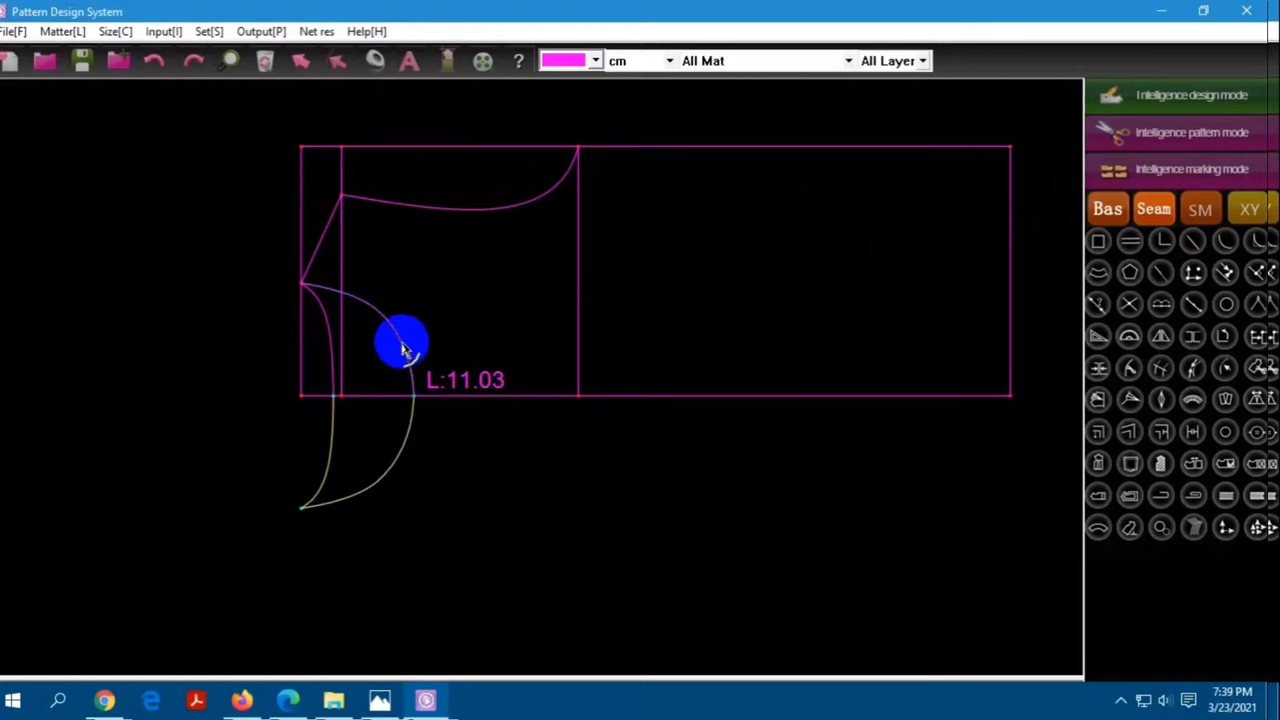 Pattern Design System
File[F] Matter[L] Size[C] Input[I] Set[S] Output[P] Net res Help[H]
A ? cm All Mat All Layer
Intelligence design mode
Intelligence pattern mode
Intelligence marking mode
Bas Seam SM XY
L:11.03
7:39 PM
3/23/2021